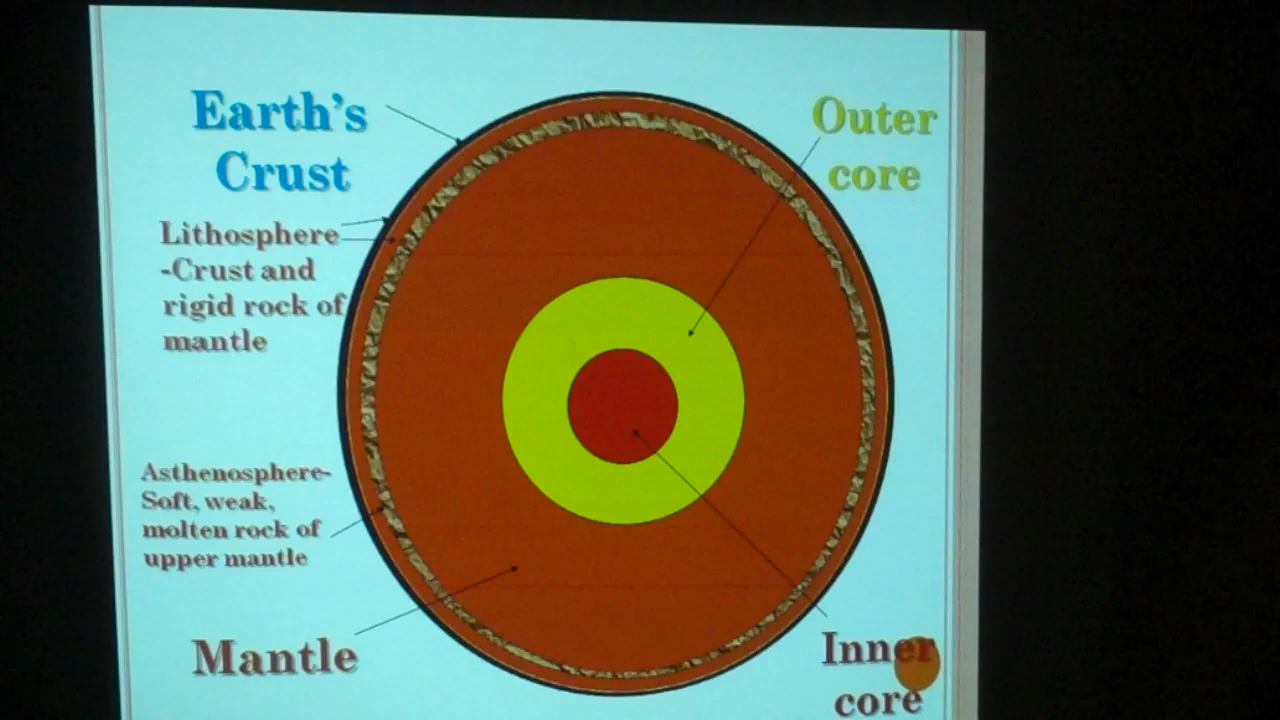 Earth's
Crust
Outer
core
Lithosphere
-Crust and
rigid rock of
mantle
Asthenosphere-
Soft, weak,
molten rock of
upper mantle
Mantle
Inner
core